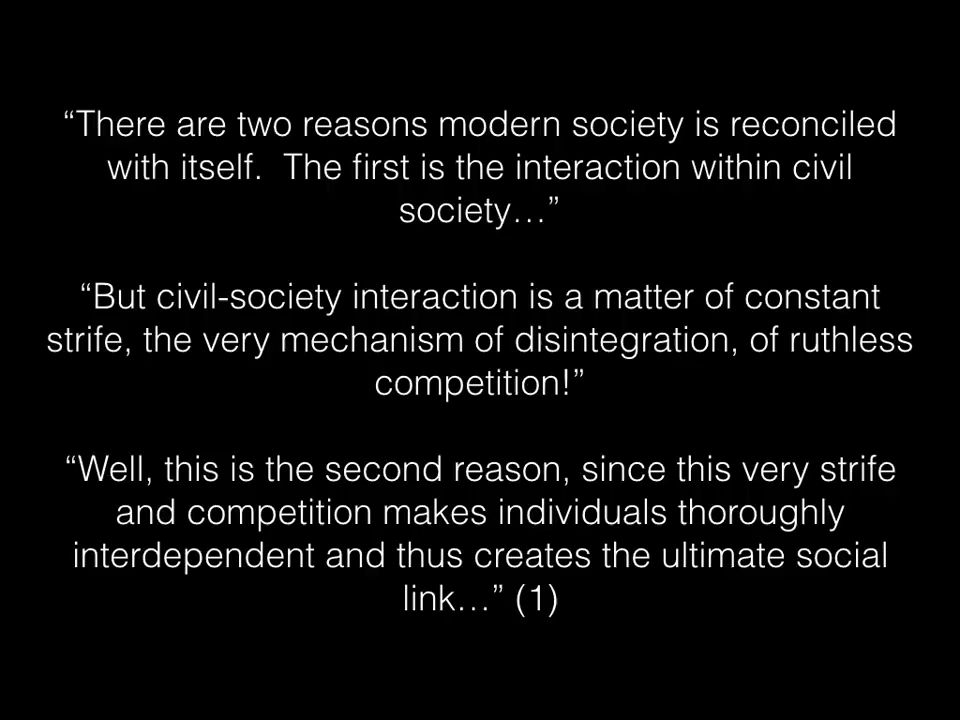 “There are two reasons modern society is reconciled
with itself.  The first is the interaction within civil
society…”
“But civil-society interaction is a matter of constant
strife, the very mechanism of disintegration, of ruthless
competition!”
“Well, this is the second reason, since this very strife
and competition makes individuals thoroughly
interdependent and thus creates the ultimate social
link…” (1)